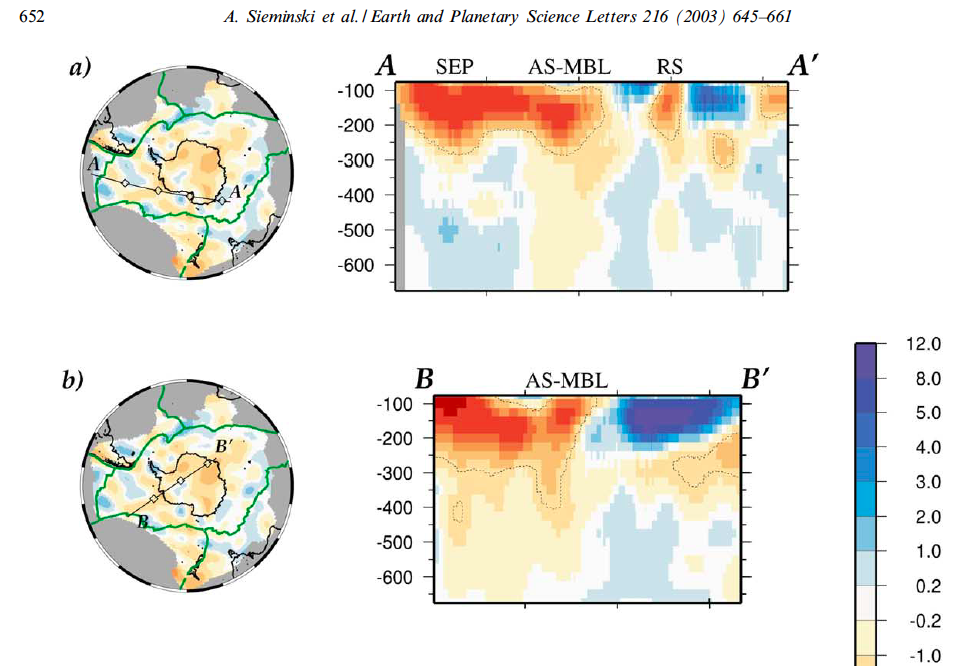 652
A. Sieminski et al. / Earth and Planetary Science Letters 216 (2003) 645–661
a)
A
A'
A SEP AS-MBL RS A'
-100
-200
-300
-400
-500
-600
b)
B'
B
B AS-MBL B'
-100
-200
-300
-400
-500
-600
12.0
8.0
5.0
4.0
3.0
2.0
1.0
0.2
-0.2
-1.0